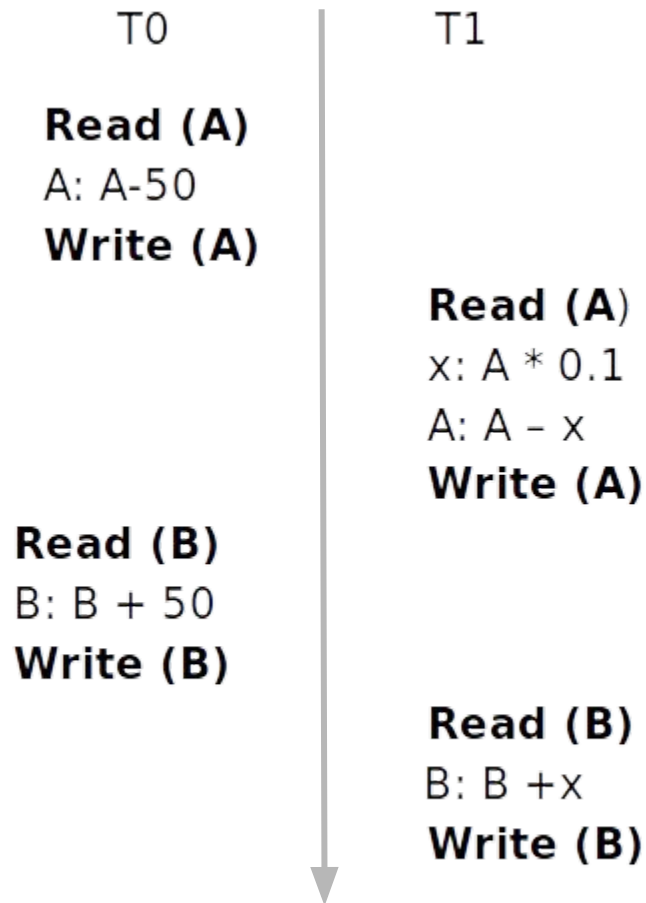 T0 T1
Read (A)
A: A-50
Write (A)
Read (A)
x: A * 0.1
A: A – x
Write (A)
Read (B)
B: B + 50
Write (B)
Read (B)
B: B +x
Write (B)